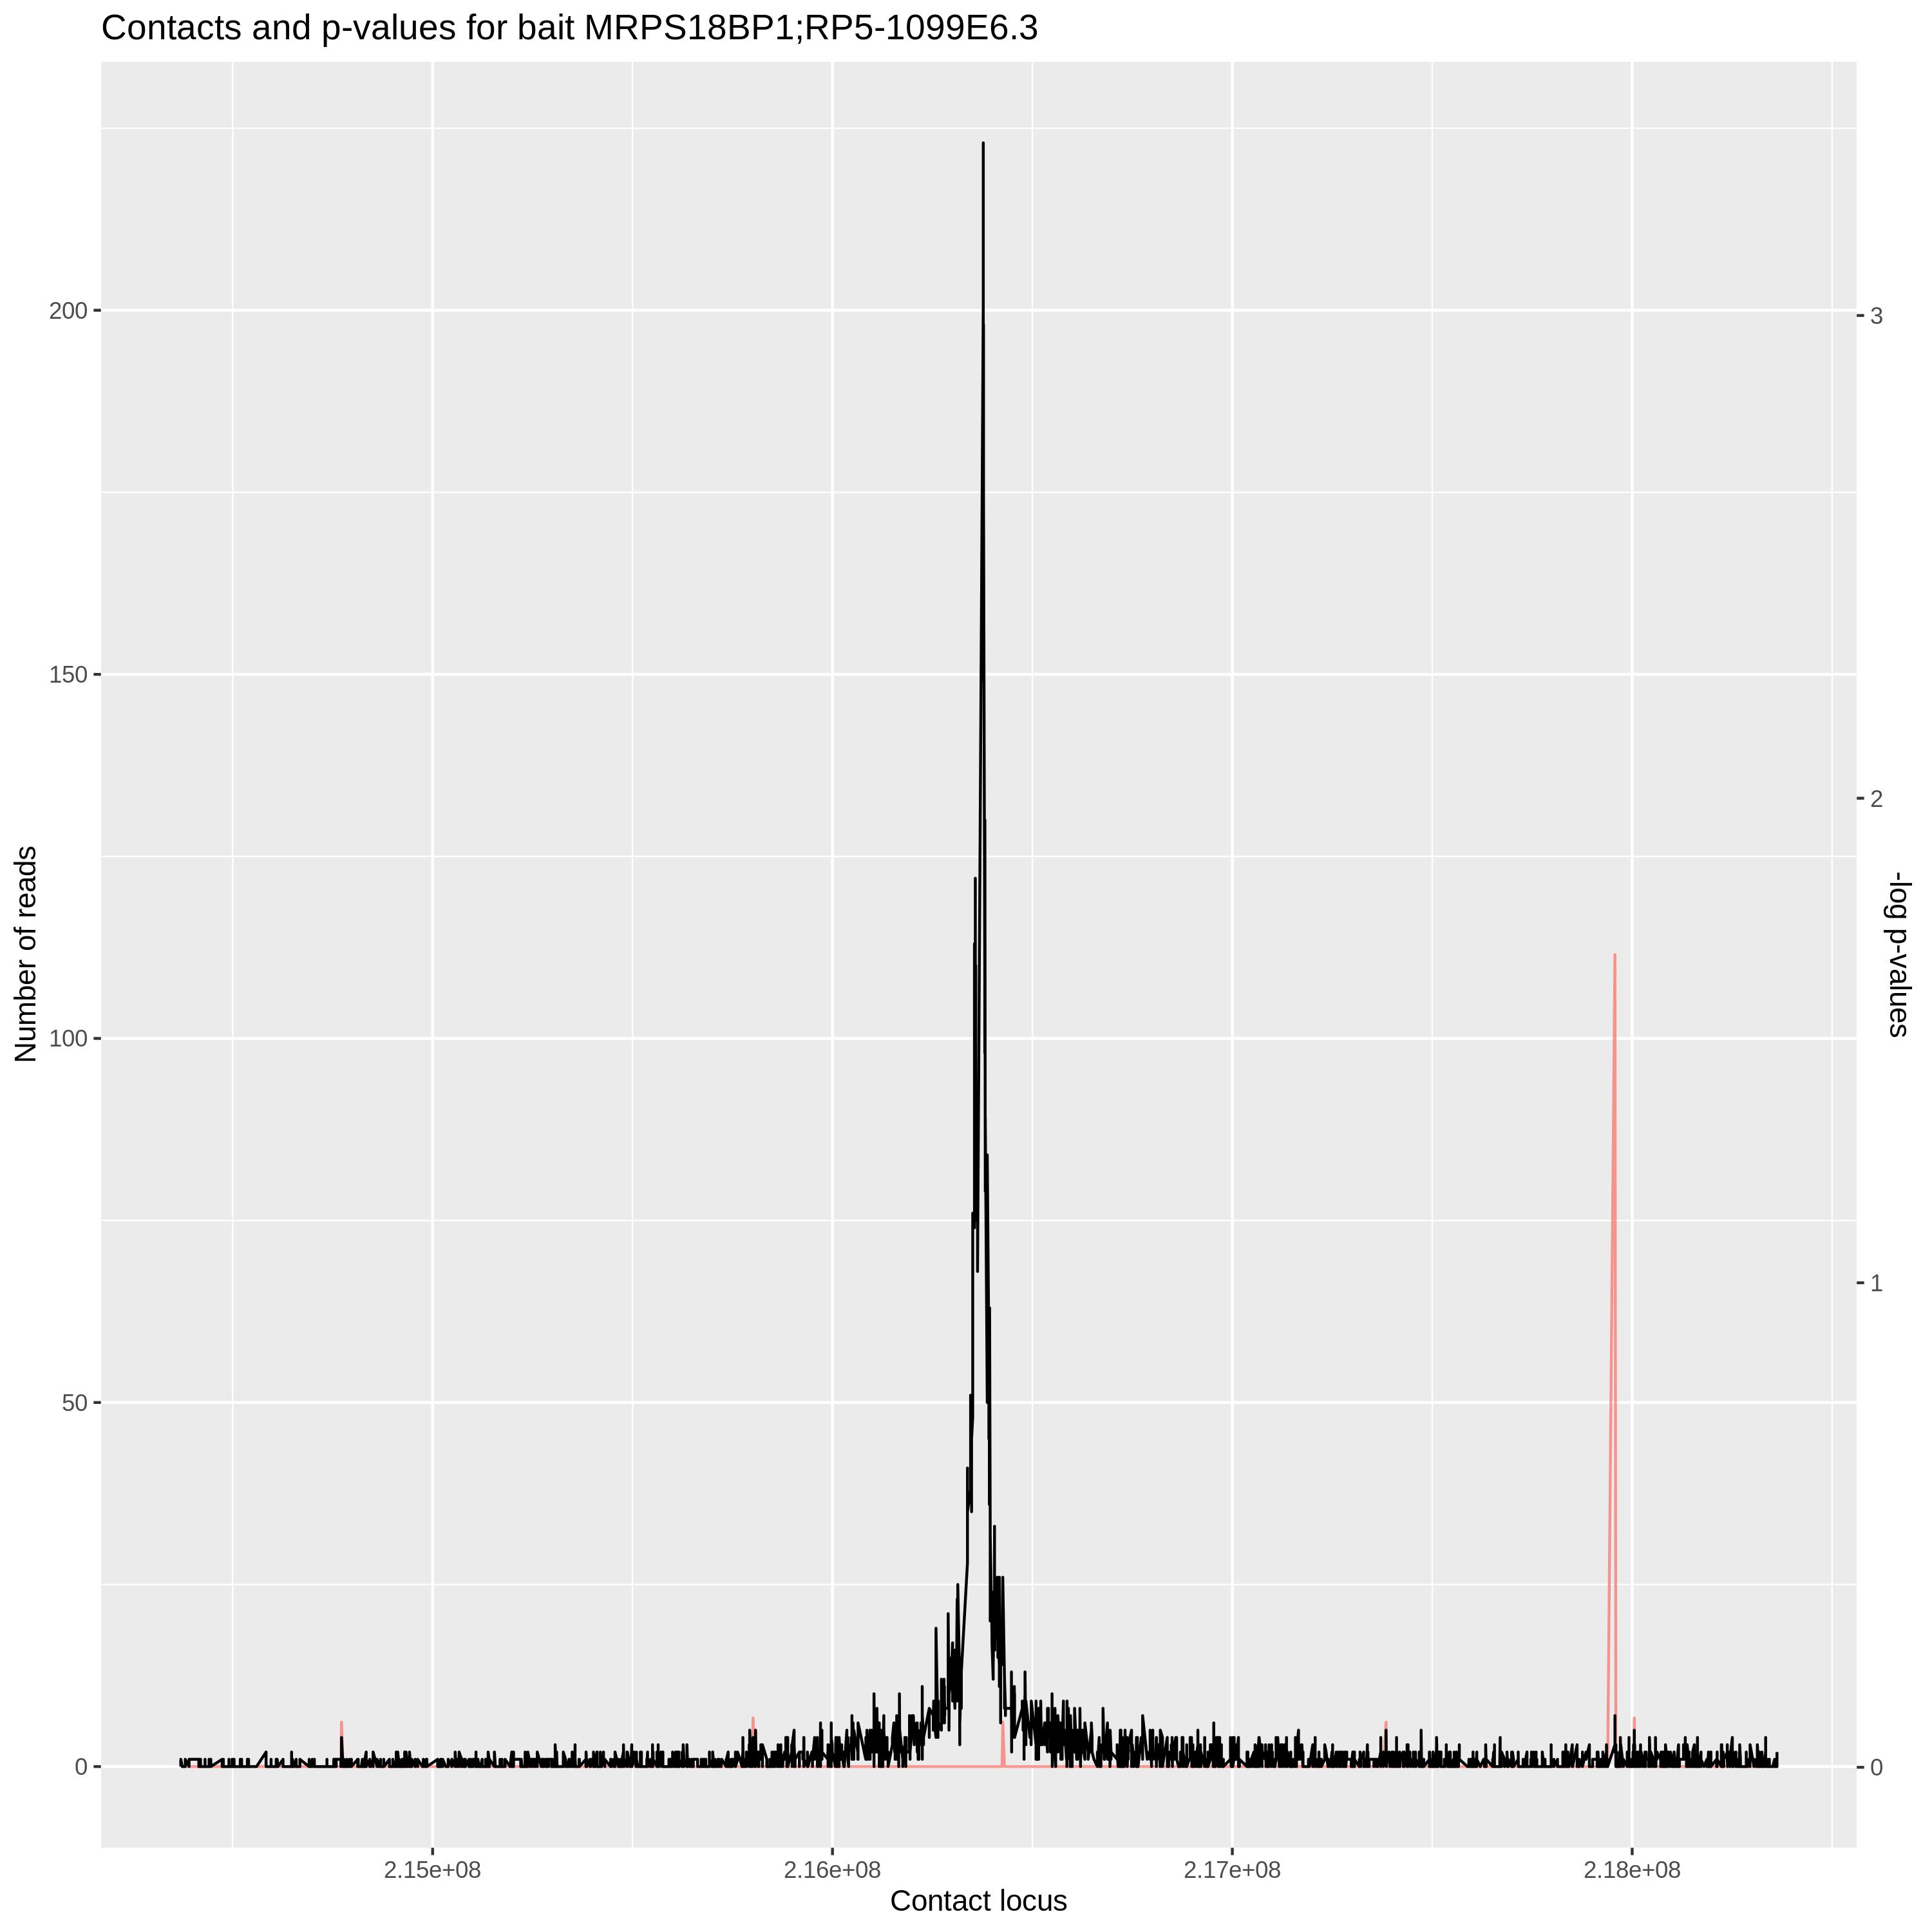 Contacts and p-values for bait MRPS18BP1;RP5-1099E6.3
200
150
100
50
0
Number of reads
3
2
1
0
-log p-values
2.15e+08
2.16e+08
2.17e+08
2.18e+08
Contact locus